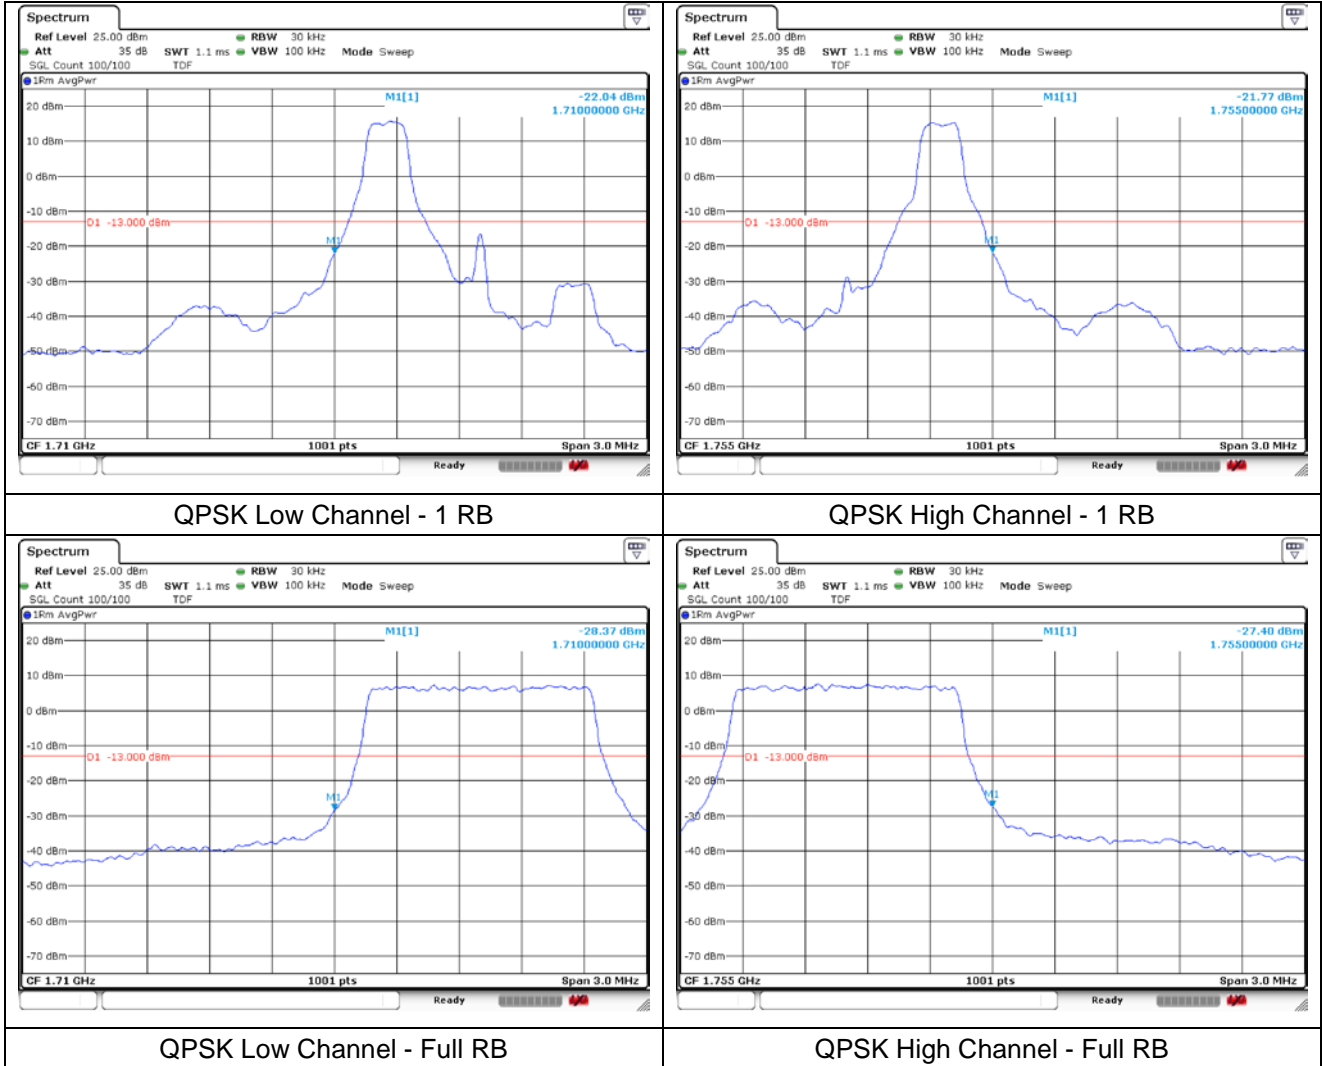 Spectrum
Ref Level 25.00 dBm RBW 30 kHz
Att 35 dB SWT 1.1 ms VBW 100 kHz Mode Sweep
SGL Count 100/100 TDF
1Rm AvgPwr
M1[1] -22.04 dBm
1.71000000 GHz
20 dBm
10 dBm
0 dBm
-10 dBm
D1 -13.000 dBm
M1
-20 dBm
-30 dBm
-40 dBm
-50 dBm
-60 dBm
-70 dBm
CF 1.71 GHz 1001 pts Span 3.0 MHz
Ready
QPSK Low Channel - 1 RB
Spectrum
Ref Level 25.00 dBm RBW 30 kHz
Att 35 dB SWT 1.1 ms VBW 100 kHz Mode Sweep
SGL Count 100/100 TDF
1Rm AvgPwr
M1[1] -21.77 dBm
1.75500000 GHz
20 dBm
10 dBm
0 dBm
-10 dBm
D1 -13.000 dBm
M1
-20 dBm
-30 dBm
-40 dBm
-50 dBm
-60 dBm
-70 dBm
CF 1.755 GHz 1001 pts Span 3.0 MHz
Ready
QPSK High Channel - 1 RB
Spectrum
Ref Level 25.00 dBm RBW 30 kHz
Att 35 dB SWT 1.1 ms VBW 100 kHz Mode Sweep
SGL Count 100/100 TDF
1Rm AvgPwr
M1[1] -28.37 dBm
1.71000000 GHz
20 dBm
10 dBm
0 dBm
-10 dBm
D1 -13.000 dBm
-20 dBm
M1
-30 dBm
-40 dBm
-50 dBm
-60 dBm
-70 dBm
CF 1.71 GHz 1001 pts Span 3.0 MHz
Ready
QPSK Low Channel - Full RB
Spectrum
Ref Level 25.00 dBm RBW 30 kHz
Att 35 dB SWT 1.1 ms VBW 100 kHz Mode Sweep
SGL Count 100/100 TDF
1Rm AvgPwr
M1[1] -27.40 dBm
1.75500000 GHz
20 dBm
10 dBm
0 dBm
-10 dBm
D1 -13.000 dBm
-20 dBm
M1
-30 dBm
-40 dBm
-50 dBm
-60 dBm
-70 dBm
CF 1.755 GHz 1001 pts Span 3.0 MHz
Ready
QPSK High Channel - Full RB